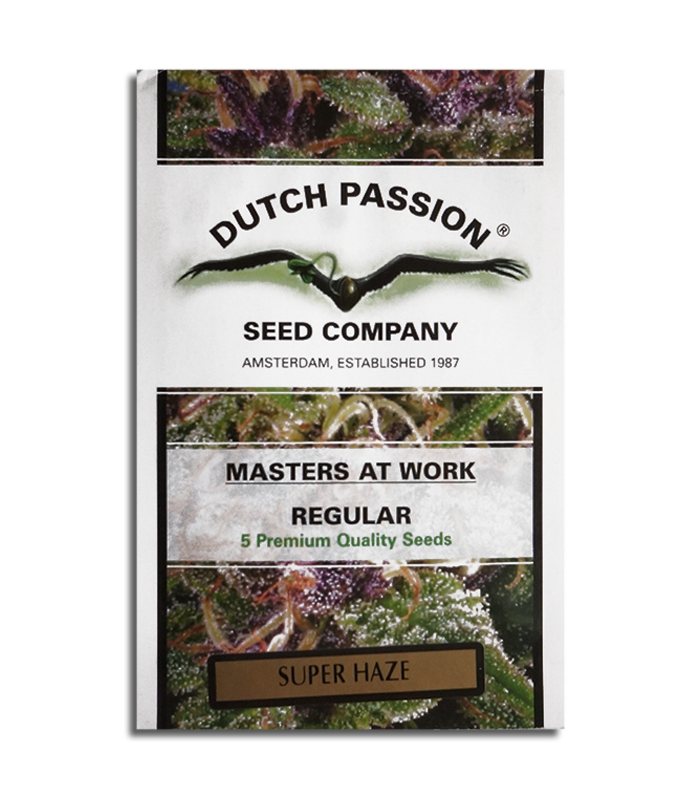 DUTCH PASSION®
SEED COMPANY
AMSTERDAM, ESTABLISHED 1987
MASTERS AT WORK
REGULAR
5 Premium Quality Seeds
SUPER HAZE